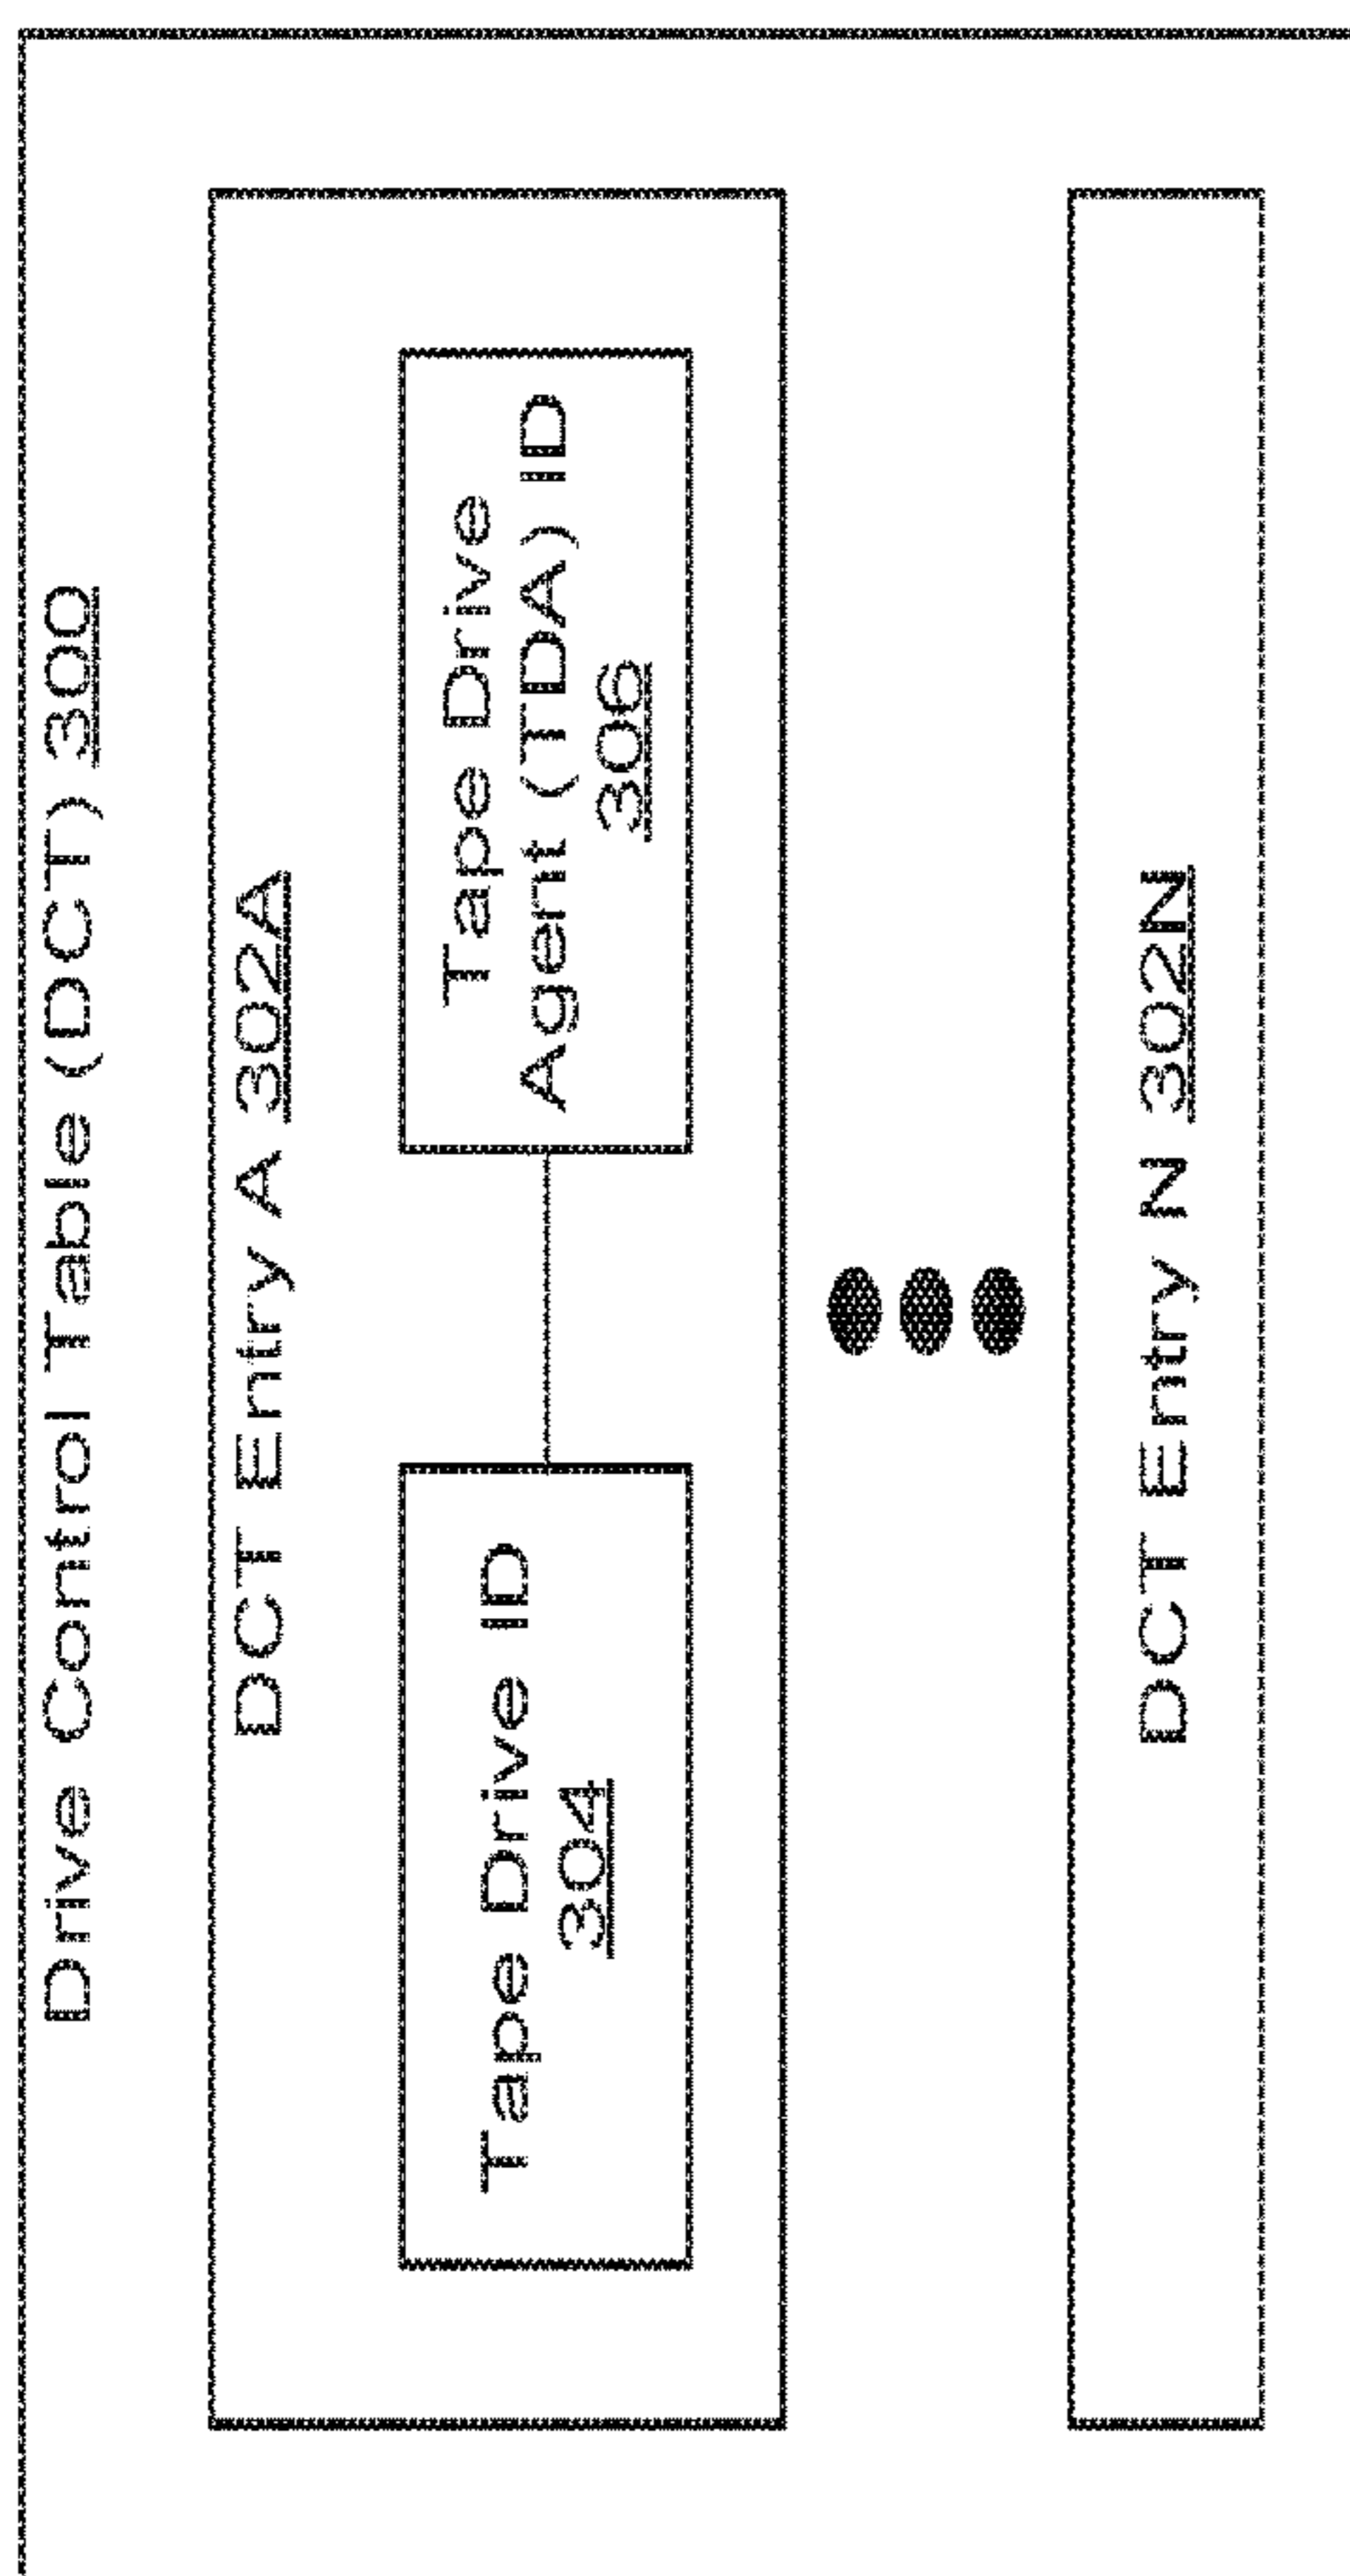 Drive Control Table (DCT) 300
DCT Entry A 302A
Tape Drive ID
304
Tape Drive
Agent (TDA) ID
306
DCT Entry N 302N